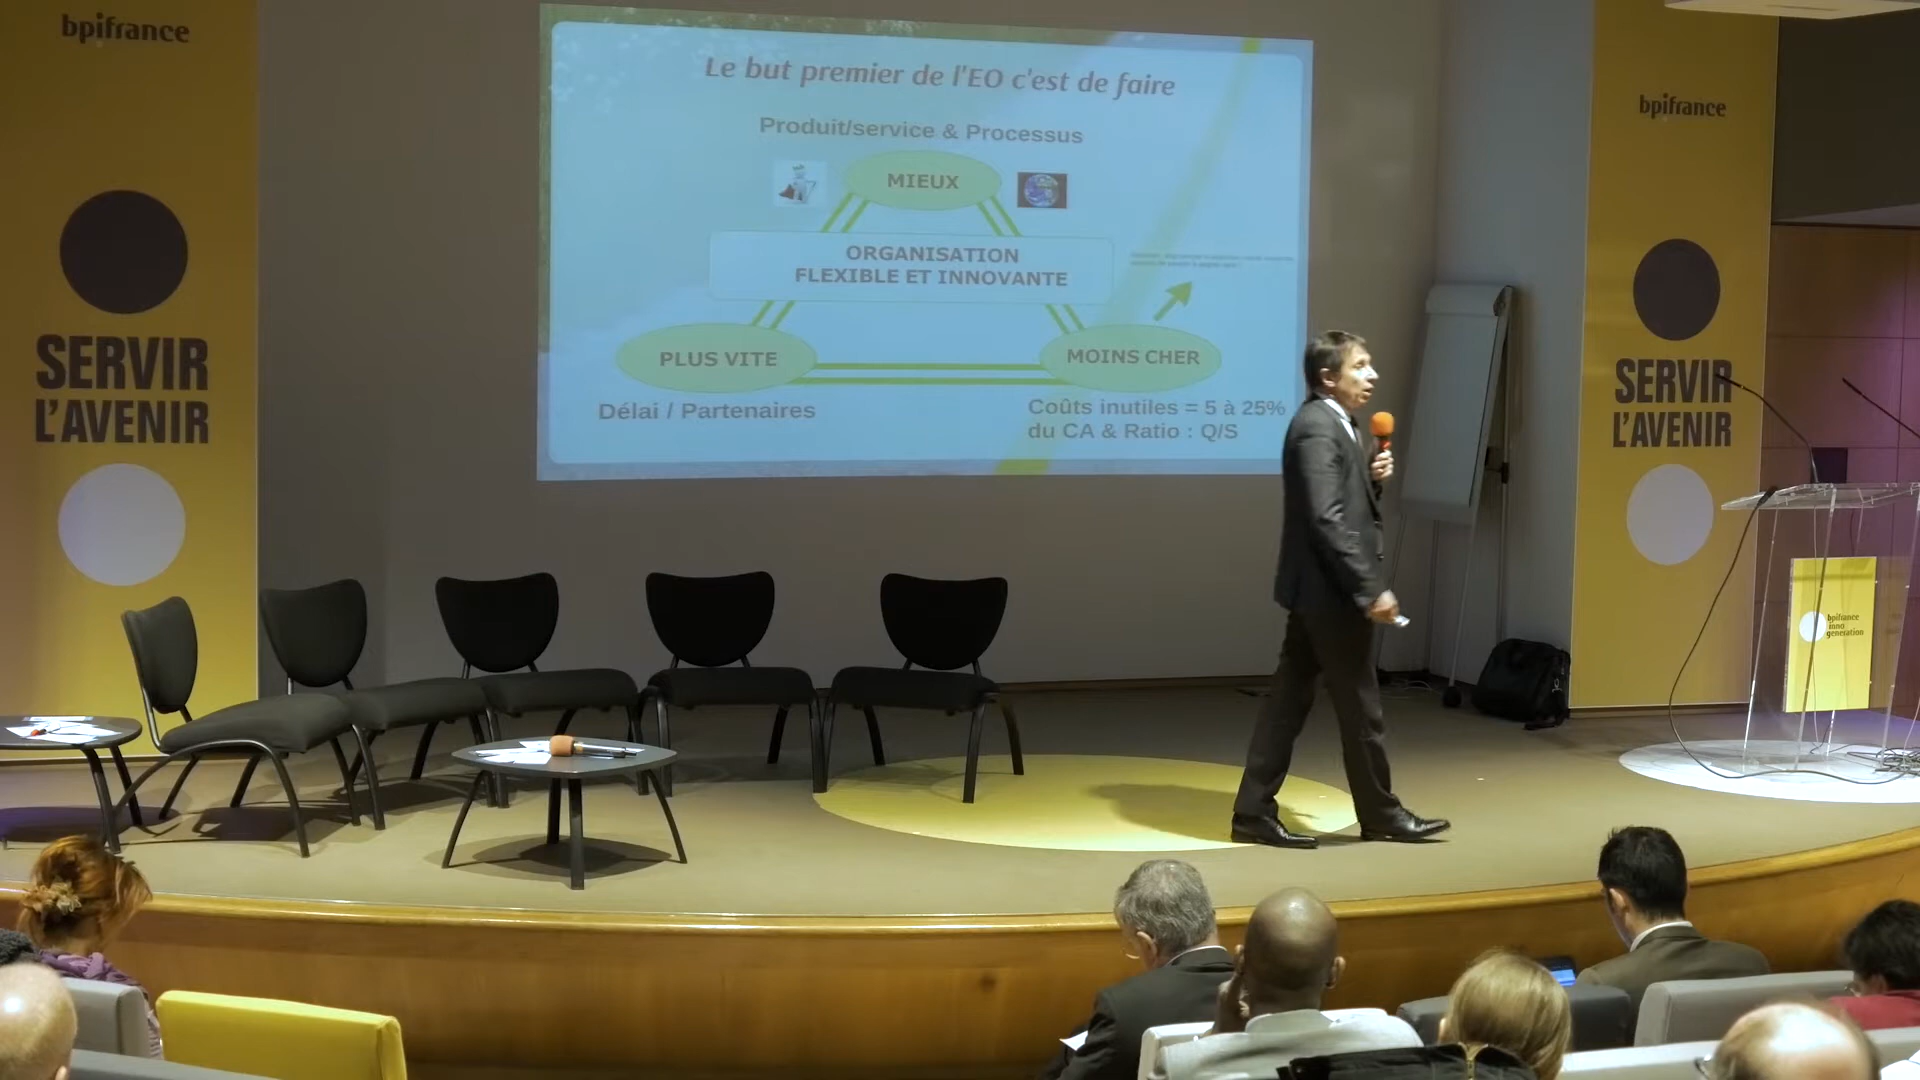 bpifrance
SERVIR
L'AVENIR
Le but premier de l'EO c'est de faire
Produit/service & Processus
MIEUX
ORGANISATION
FLEXIBLE ET INNOVANTE
PLUS VITE
MOINS CHER
Délai / Partenaires
Coûts inutiles = 5 à 25%
du CA & Ratio : Q/S
bpifrance
SERVIR
L'AVENIR
bpifrance
inno
generation